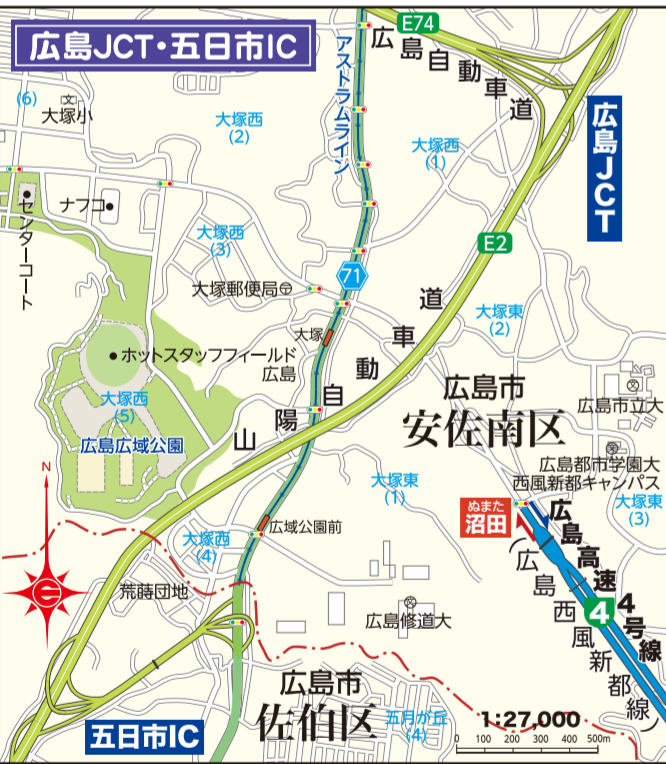 広島JCT・五日市IC
E74
広島自動車道
アストラムライン
(6)
大塚小
大塚西
(2)
大塚西
(1)
広島JCT
センターコート
ナフコ
大塚西
(3)
E2
71
大塚郵便局
大塚東
(2)
大塚
ホットスタッフフィールド
広島
山陽自動車道
広島市
安佐南区
広島市立大
大塚西
(5)
広島広域公園
広島都市学園大
西風新都キャンパス
大塚東
(1)
大塚東
(3)
ぬまた
沼田
広島高速4号線
(広島西風新都線)
4
N
広域公園前
大塚西
(4)
荒蒔団地
広島修道大
広島市
佐伯区
五月が丘
(4)
五日市IC
1:27,000
0 100 200 300 400 500m